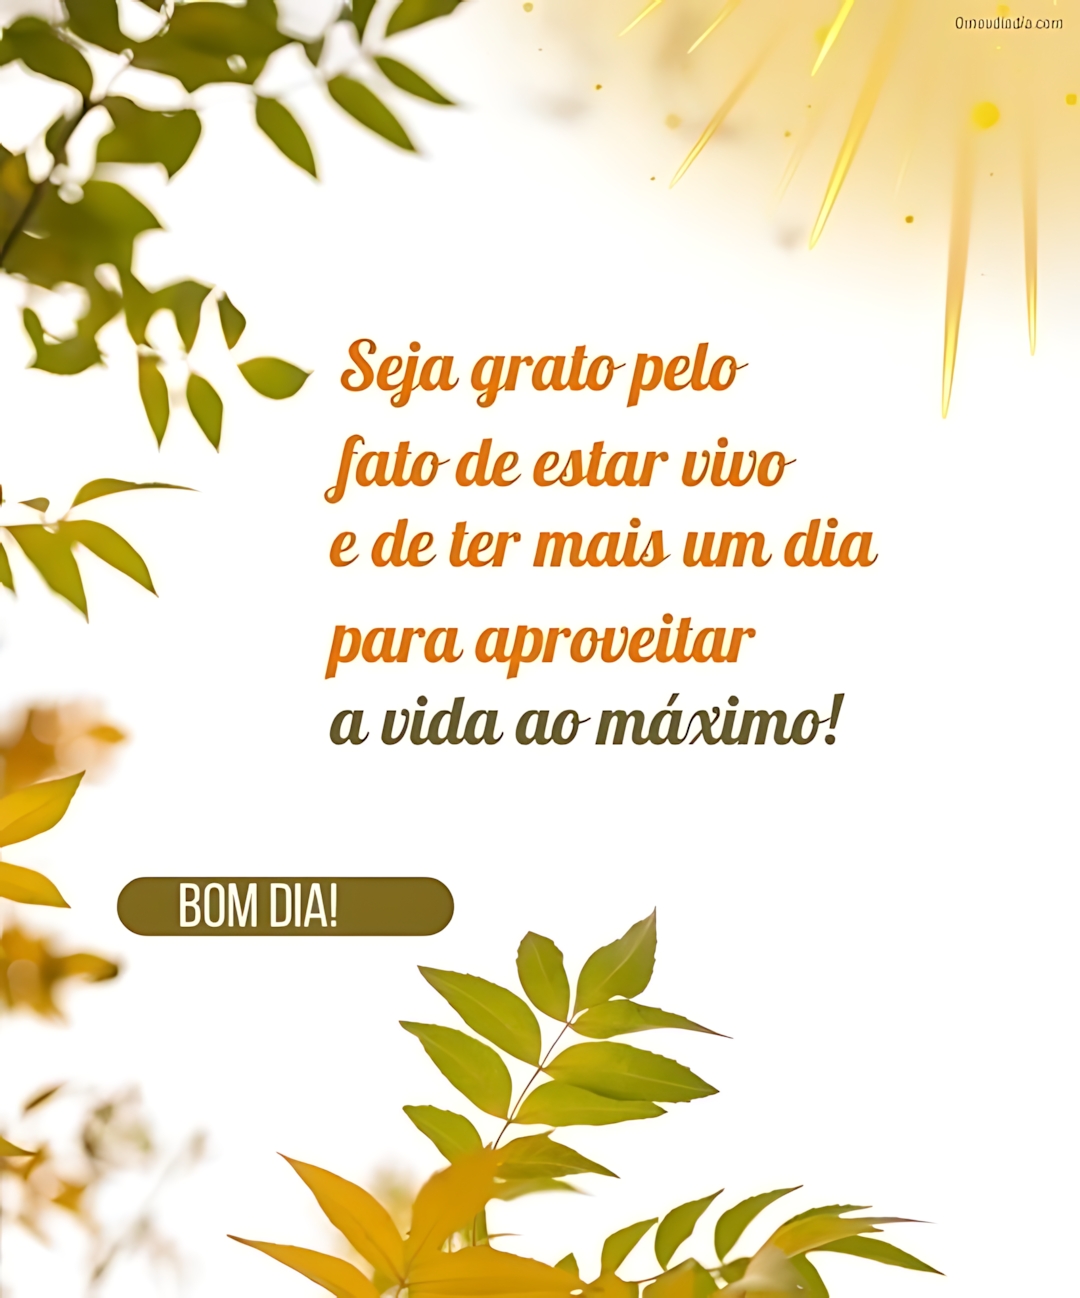 Seja grato pelo
fato de estar vivo
e de ter mais um dia
para aproveitar
a vida ao máximo!
BOM DIA!